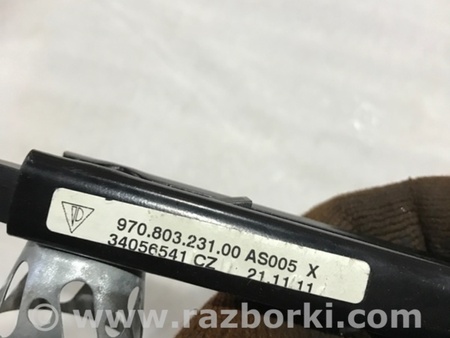 970.803.231.00 AS005 X
34056541 CZ 21.11.11
www.razborki.com